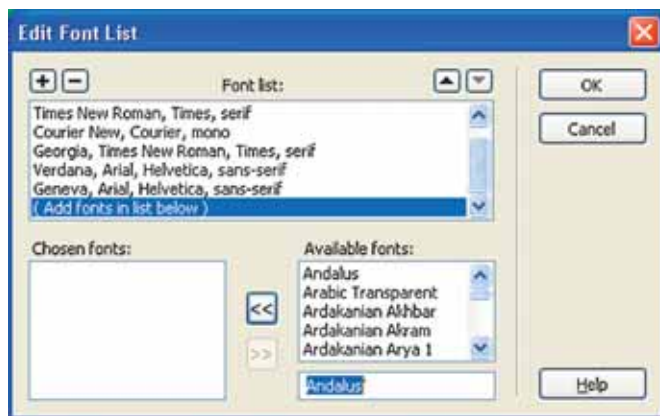 Edit Font List
+ - Font list:
OK
Times New Roman, Times, serif
Courier New, Courier, mono
Georgia, Times New Roman, Times, serif
Verdana, Arial, Helvetica, sans-serif
Geneva, Arial, Helvetica, sans-serif
( Add fonts in list below )
Cancel
Chosen fonts:
Available fonts:
Andalus
Arabic Transparent
Ardakanian Akhbar
Ardakanian Akram
Ardakanian Arya 1
<<
>>
Andalus
Help